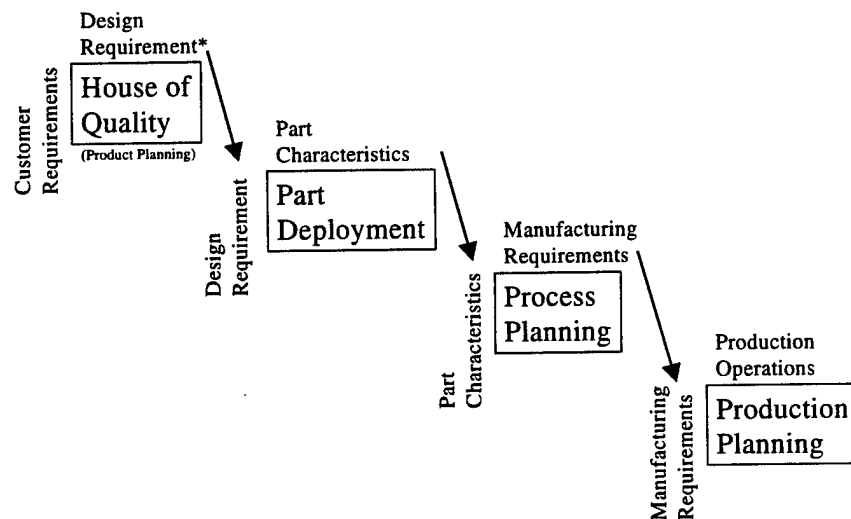 Design
Requirement*
Customer
Requirements
House of
Quality
(Product Planning)
Part
Characteristics
Design
Requirement
Part
Deployment
Manufacturing
Requirements
Part
Characteristics
Process
Planning
Production
Operations
Manufacturing
Requirements
Production
Planning